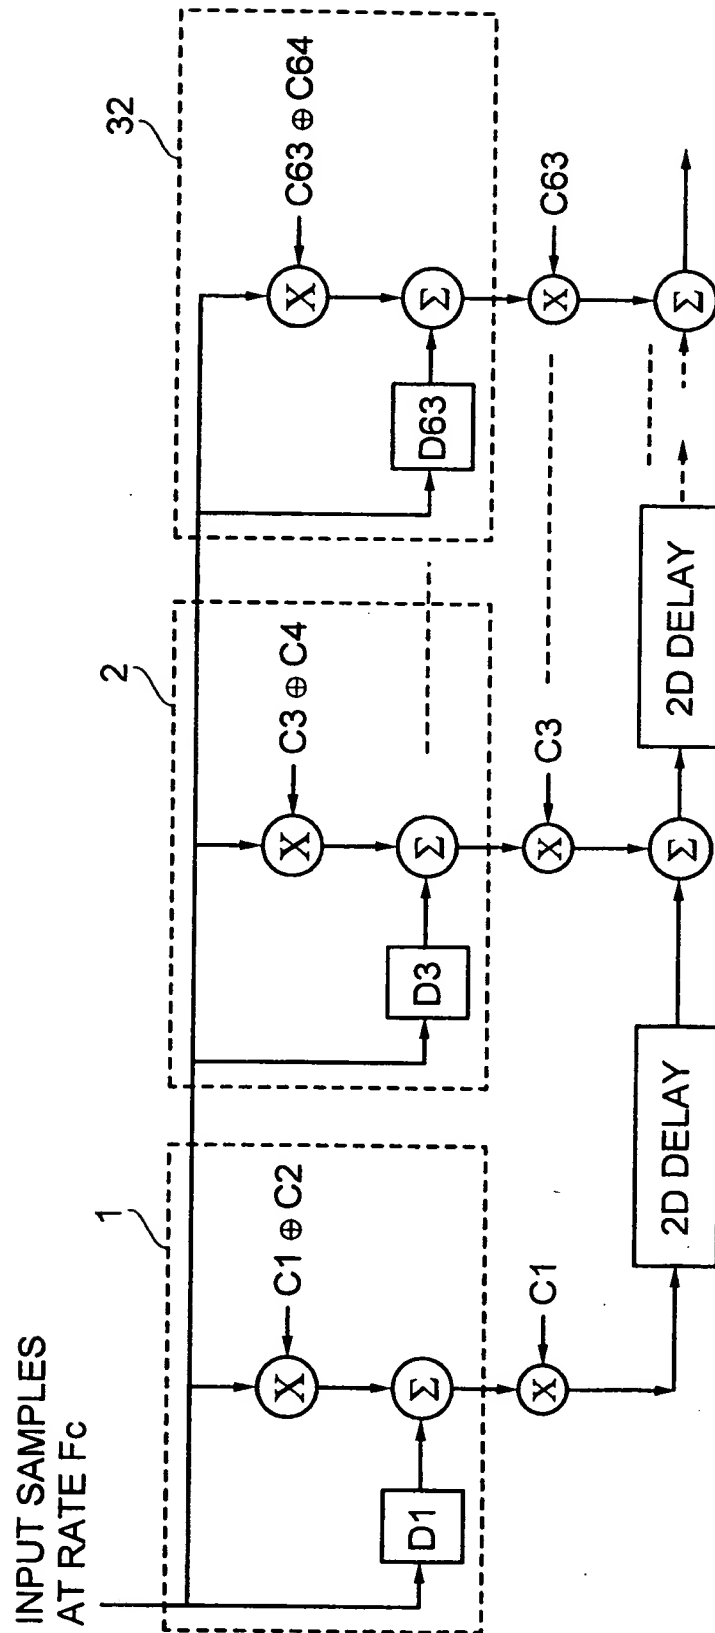 INPUT SAMPLES
AT RATE Fc
1
2
32
C1 ⊕ C2
C3 ⊕ C4
C63 ⊕ C64
X
X
X
D1
Σ
D3
Σ
D63
Σ
X
C1
X
C3
X
C63
2D DELAY
Σ
2D DELAY
Σ